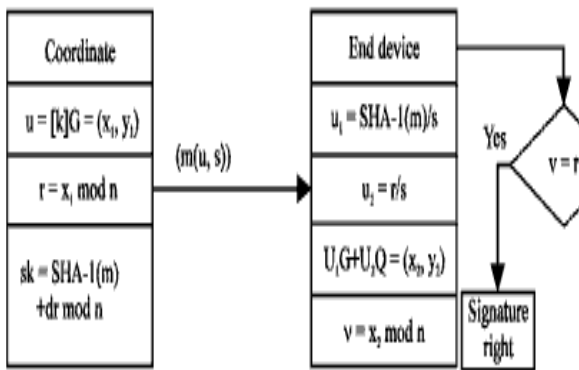 Coordinate
u = [k]G = (x₁, y₁)
r = x₁ mod n
sk = SHA-1(m)
+dr mod n
(m(u, s))
End device
u₁ = SHA-1(m)/s
u₂ = r/s
U₁G+U₂Q = (x₂, y₂)
v = x₂ mod n
Yes
v = r
Signature
right